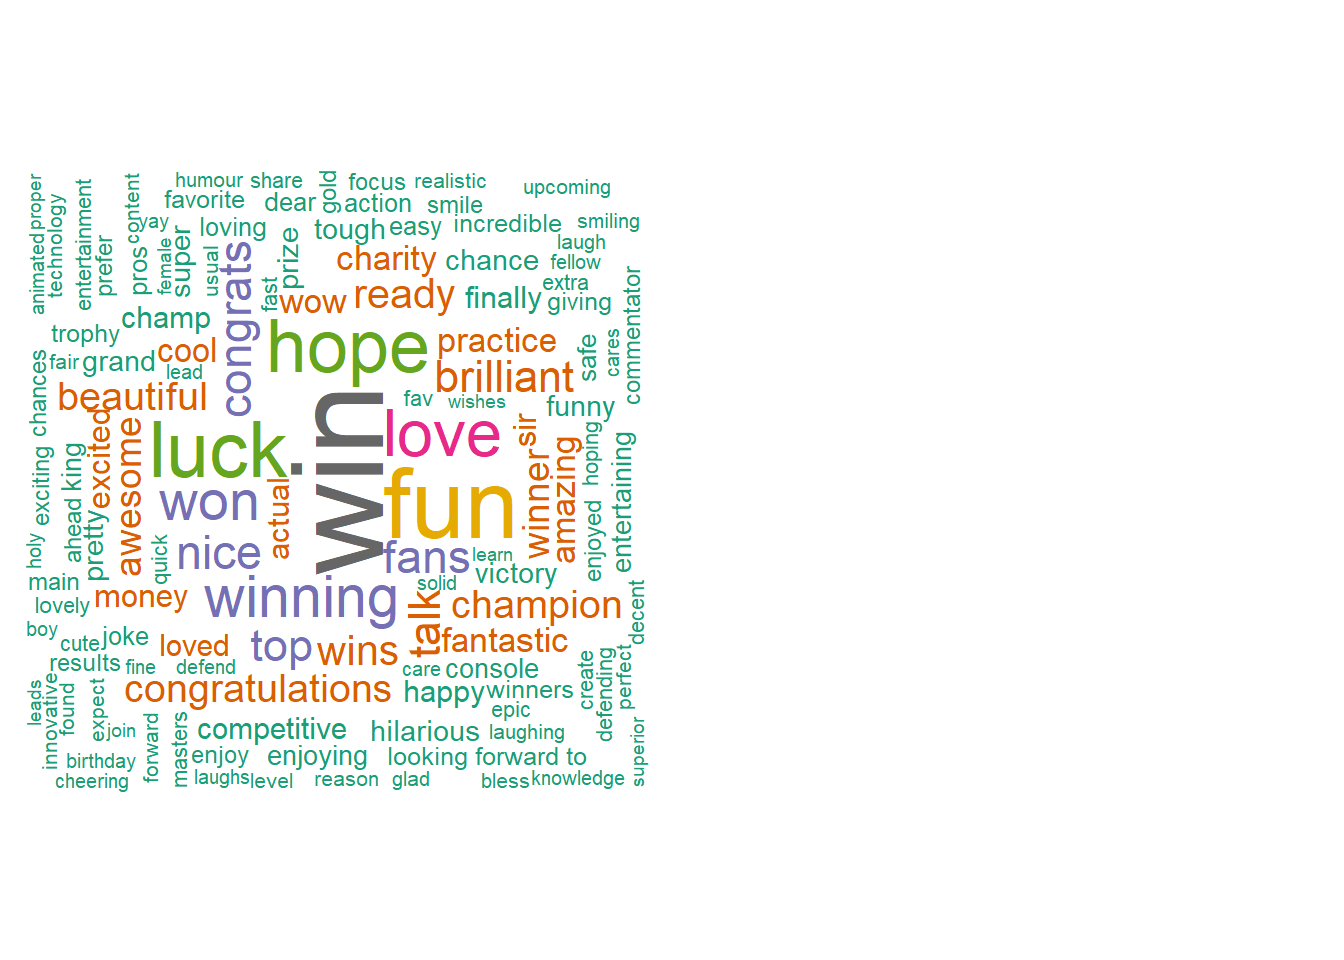 proper
animated
technology
entertainment
prefer
content
yay
pros
female
super
usual
humour
share
gold
focus
realistic
upcoming
favorite
dear
action
smile
loving
tough
easy
incredible
smiling
laugh
congrats
prize
charity
chance
fellow
fast
wow
ready
finally
extra
giving
commentator
trophy
champ
hope
practice
safe
cares
fair
grand
cool
lead
brilliant
chances
beautiful
fav
wishes
funny
excited
awesome
luck
win
love
sir
hoping
exciting
king
ahead
pretty
won
actual
fun
winner
amazing
enjoyed
entertaining
holy
quick
nice
fans
learn
main
solid
victory
lovely
money
winning
talk
champion
decent
boy
cute
joke
loved
top
wins
fantastic
results
fine
defend
care
console
create
defending
perfect
leads
innovative
found
expect
congratulations
happy
winners
epic
join
forward
masters
competitive
hilarious
laughing
superior
birthday
enjoy
enjoying
looking forward to
cheering
laughs
level
reason
glad
bless
knowledge